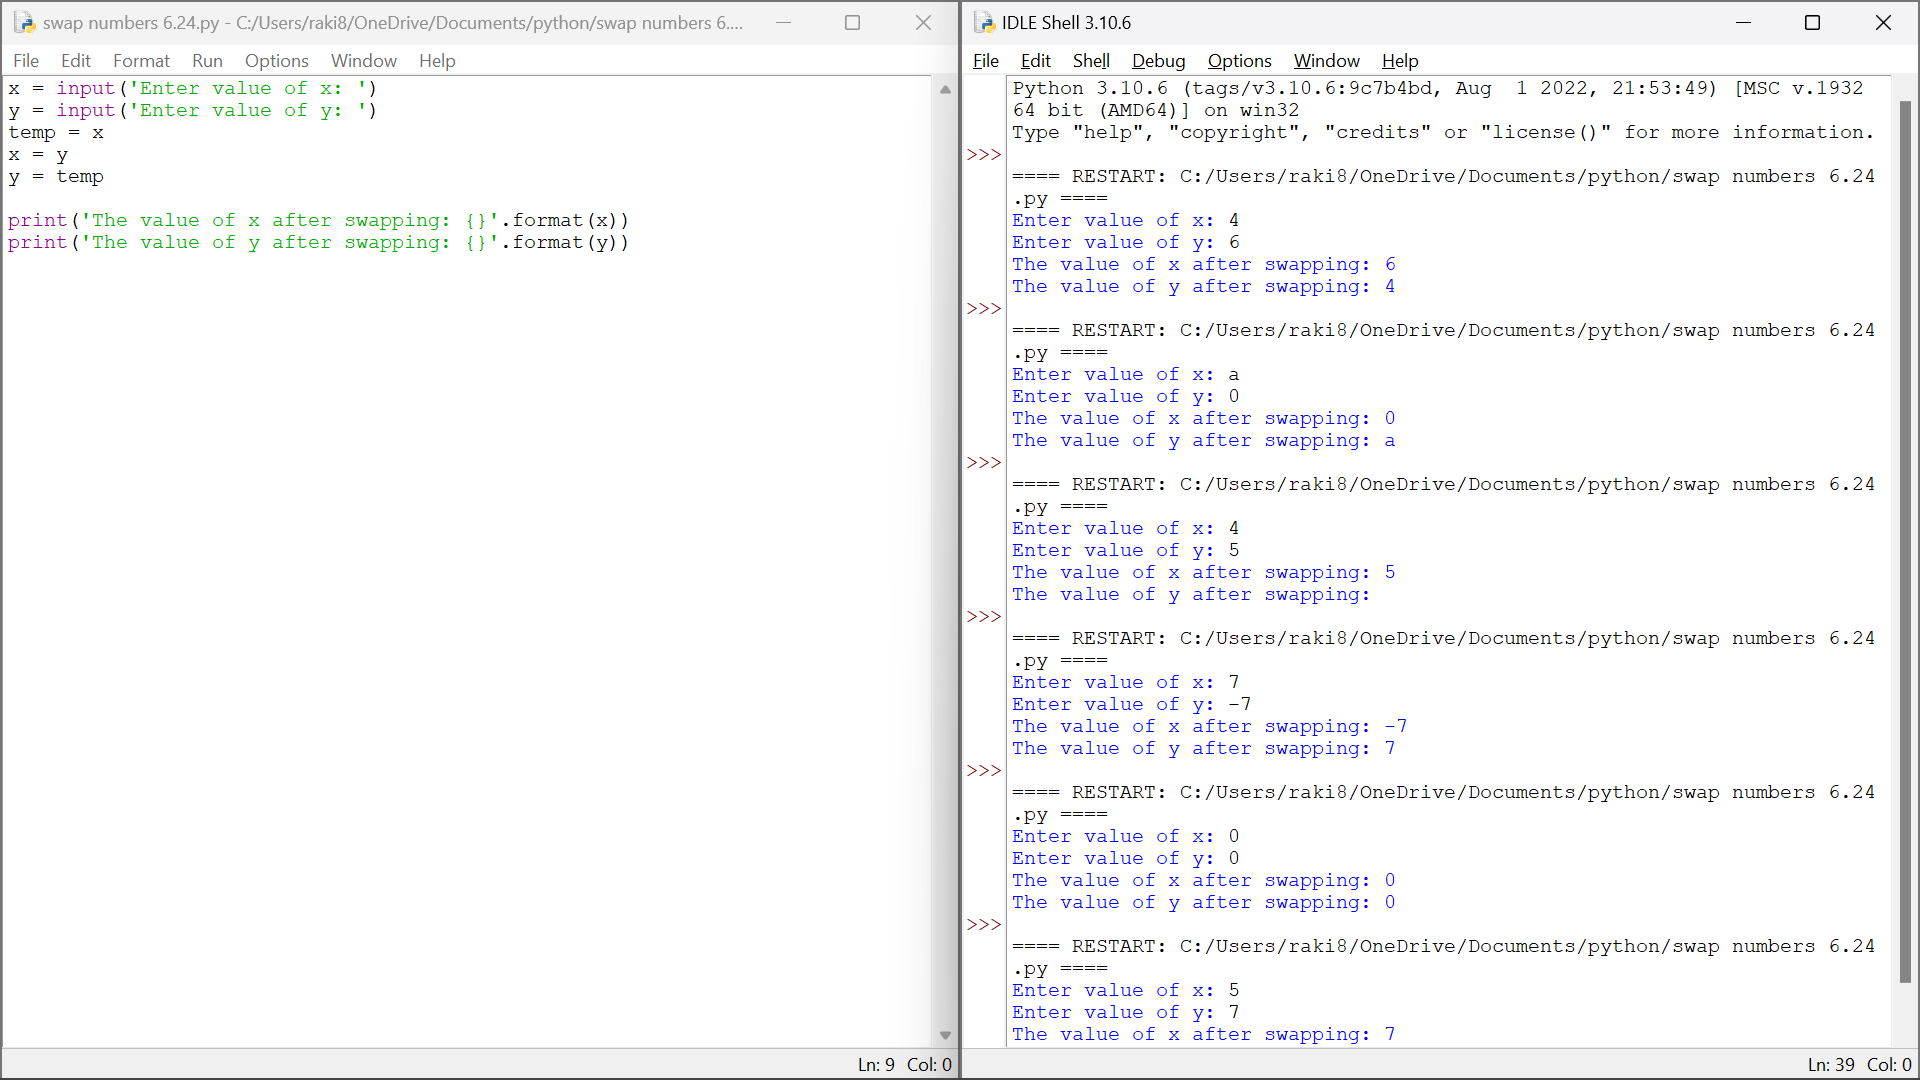 swap numbers 6.24.py - C:/Users/raki8/OneDrive/Documents/python/swap numbers 6....
File Edit Format Run Options Window Help
x = input('Enter value of x: ')
y = input('Enter value of y: ')
temp = x
x = y
y = temp
print('The value of x after swapping: {}'.format(x))
print('The value of y after swapping: {}'.format(y))
Ln: 9 Col: 0
IDLE Shell 3.10.6
File Edit Shell Debug Options Window Help
Python 3.10.6 (tags/v3.10.6:9c7b4bd, Aug  1 2022, 21:53:49) [MSC v.1932
64 bit (AMD64)] on win32
Type "help", "copyright", "credits" or "license()" for more information.
>>>
==== RESTART: C:/Users/raki8/OneDrive/Documents/python/swap numbers 6.24
.py ====
Enter value of x: 4
Enter value of y: 6
The value of x after swapping: 6
The value of y after swapping: 4
>>>
==== RESTART: C:/Users/raki8/OneDrive/Documents/python/swap numbers 6.24
.py ====
Enter value of x: a
Enter value of y: 0
The value of x after swapping: 0
The value of y after swapping: a
>>>
==== RESTART: C:/Users/raki8/OneDrive/Documents/python/swap numbers 6.24
.py ====
Enter value of x: 4
Enter value of y: 5
The value of x after swapping: 5
The value of y after swapping:
>>>
==== RESTART: C:/Users/raki8/OneDrive/Documents/python/swap numbers 6.24
.py ====
Enter value of x: 7
Enter value of y: -7
The value of x after swapping: -7
The value of y after swapping: 7
>>>
==== RESTART: C:/Users/raki8/OneDrive/Documents/python/swap numbers 6.24
.py ====
Enter value of x: 0
Enter value of y: 0
The value of x after swapping: 0
The value of y after swapping: 0
>>>
==== RESTART: C:/Users/raki8/OneDrive/Documents/python/swap numbers 6.24
.py ====
Enter value of x: 5
Enter value of y: 7
The value of x after swapping: 7
Ln: 39 Col: 0